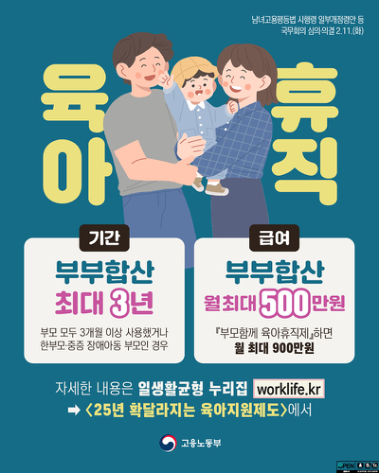 남녀고용평등법 시행령 일부개정령안 등
국무회의 심의·의결 2.11.(화)
육아
휴직
기간
부부합산
최대 3년
부모 모두 3개월 이상 사용했거나
한부모·중증 장애아동 부모인 경우
급여
부부합산
월 최대 500만원
『부모함께 육아휴직제』하면
월 최대 900만원
자세한 내용은 일생활균형 누리집 worklife.kr
➡ <25년 확달라지는 육아지원제도>에서
고용노동부